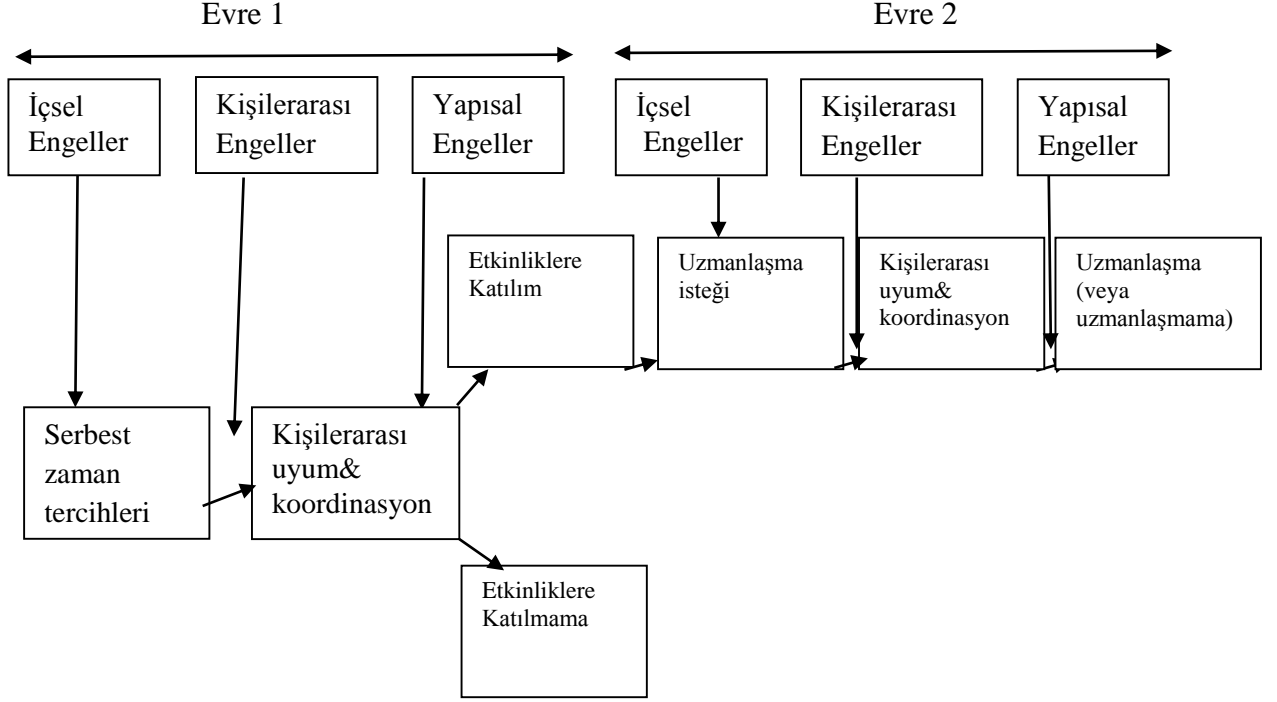 Evre 1
Evre 2
İçsel
Engeller
Kişilerarası
Engeller
Yapısal
Engeller
İçsel
Engeller
Kişilerarası
Engeller
Yapısal
Engeller
Etkinliklere
Katılım
Uzmanlaşma
isteği
Kişilerarası
uyum&
koordinasyon
Uzmanlaşma
(veya
uzmanlaşmama)
Serbest
zaman
tercihleri
Kişilerarası
uyum&
koordinasyon
Etkinliklere
Katılmama